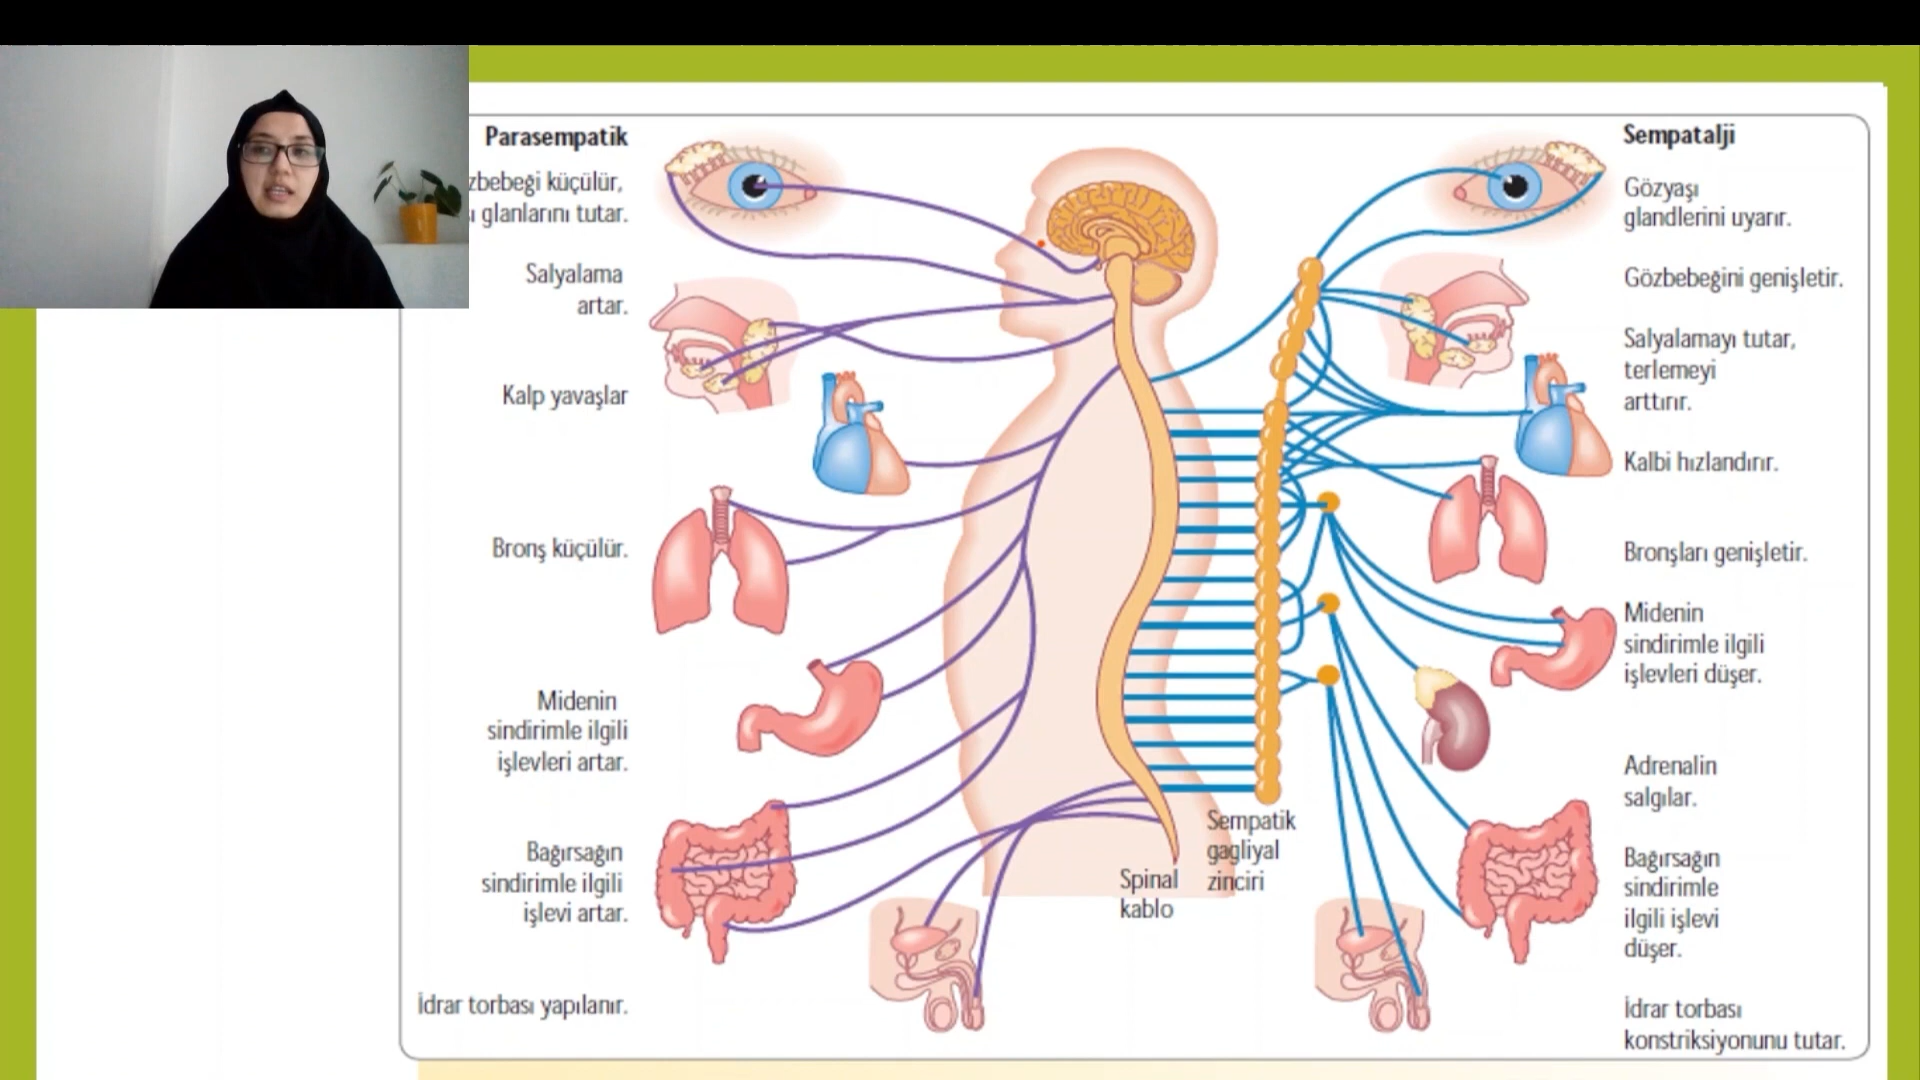 Parasempatik
küçülür,
glanlarını tutar.
Salyalama
artar.
Kalp yavaşlar
Bronş küçülür.
Midenin
sindirimle ilgili
işlevleri artar.
Bağırsağın
sindirimle ilgili
işlevi artar.
İdrar torbası yapılanır.
Spinal
kablo
Sempatik
gagliyal
zinciri
Sempatalji
Gözyaşı
glandlerini uyarır.
Gözbebeğini genişletir.
Salyalamayı tutar,
terlemeyi
arttırır.
Kalbi hızlandırır.
Bronşları genişletir.
Midenin
sindirimle ilgili
işlevleri düşer.
Adrenalin
salgılar.
Bağırsağın
sindirimle
ilgili işlevi
düşer.
İdrar torbası
konstriksiyonunu tutar.